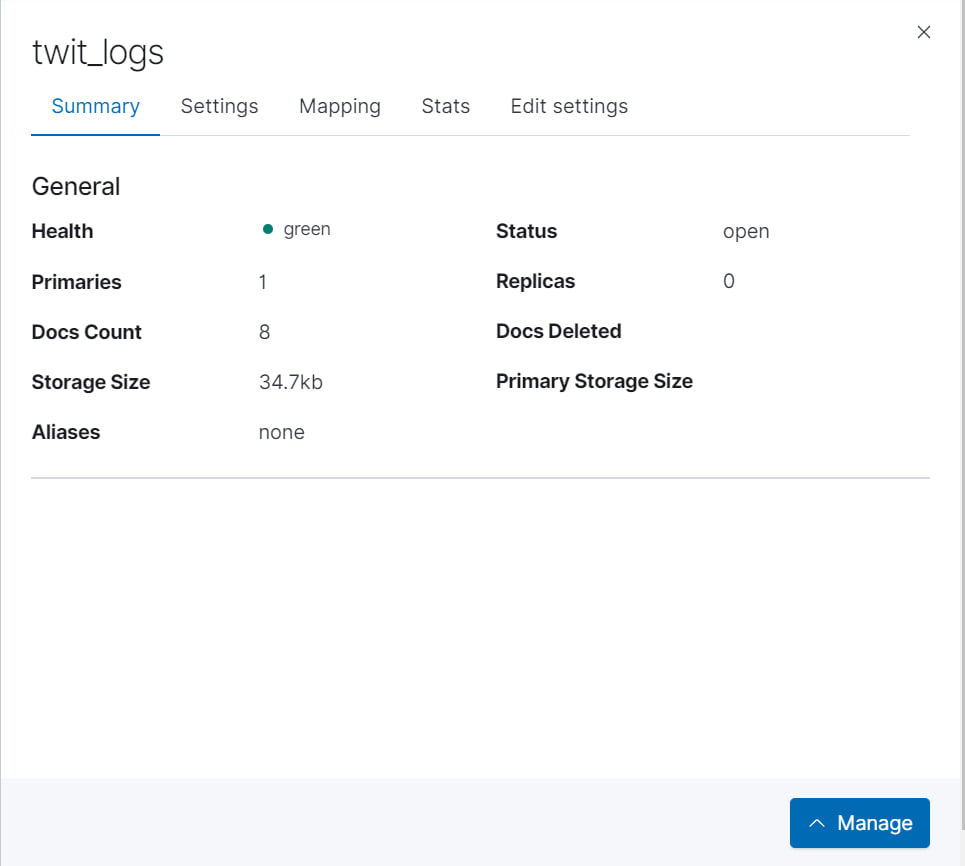 twit_logs
Summary Settings Mapping Stats Edit settings
General
Health green Status open
Primaries 1 Replicas 0
Docs Count 8 Docs Deleted
Storage Size 34.7kb Primary Storage Size
Aliases none
Manage